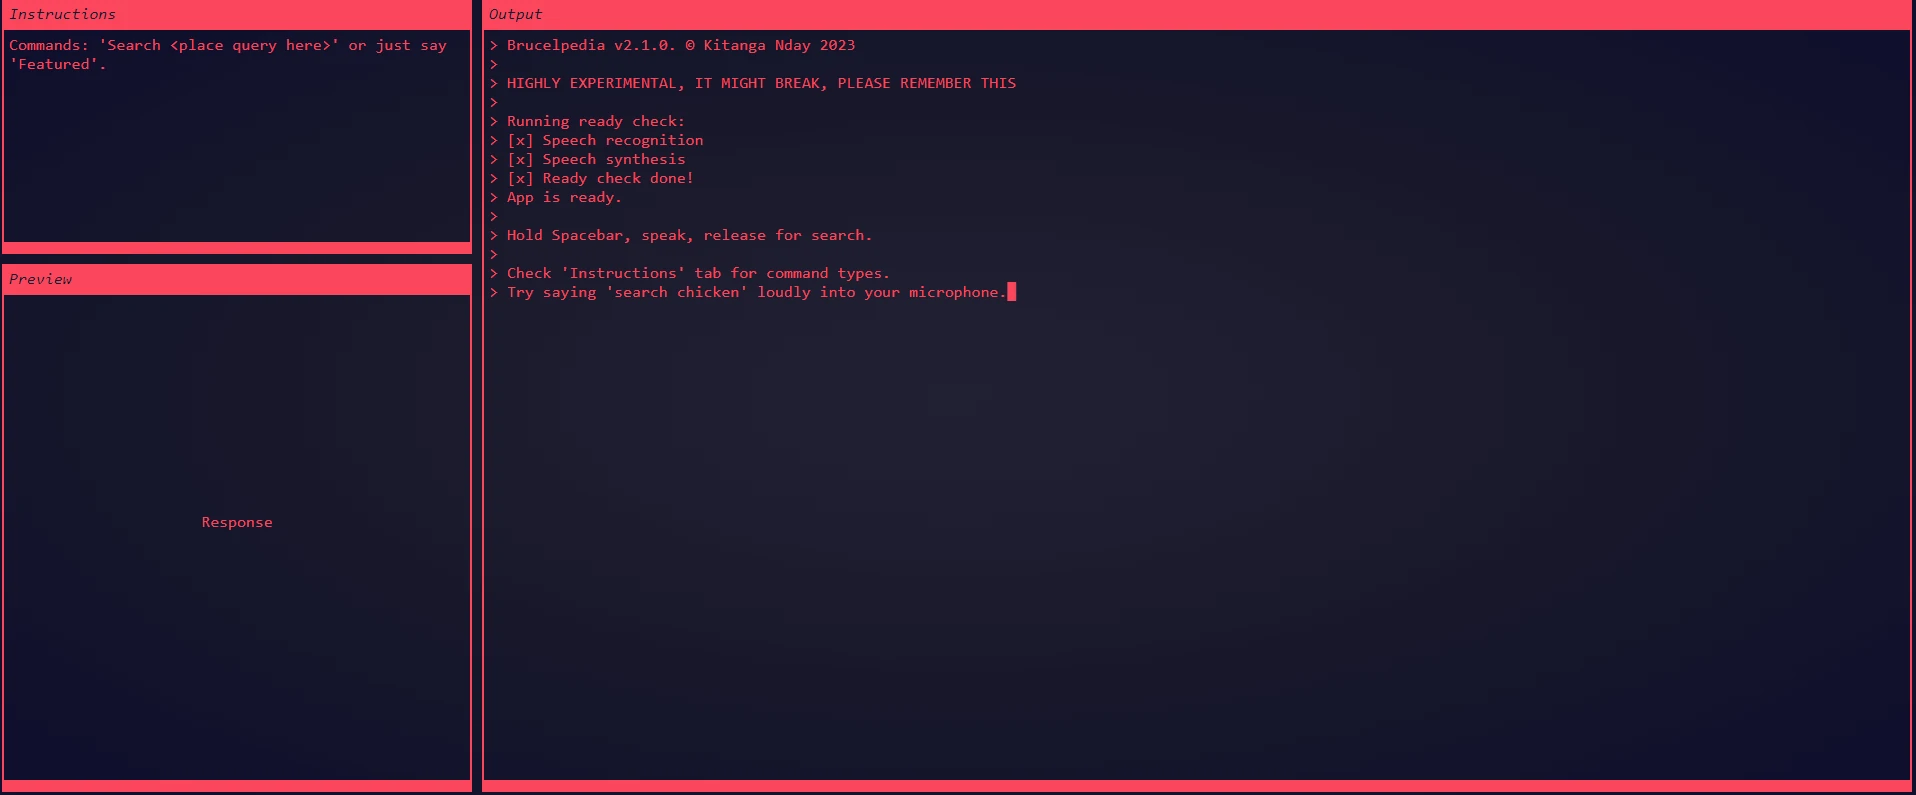 Instructions
Commands: 'Search <place query here>' or just say
'Featured'.
Preview
Response
Output
> Brucelpedia v2.1.0. © Kitanga Nday 2023
>
> HIGHLY EXPERIMENTAL, IT MIGHT BREAK, PLEASE REMEMBER THIS
>
> Running ready check:
> [x] Speech recognition
> [x] Speech synthesis
> [x] Ready check done!
> App is ready.
>
> Hold Spacebar, speak, release for search.
>
> Check 'Instructions' tab for command types.
> Try saying 'search chicken' loudly into your microphone.